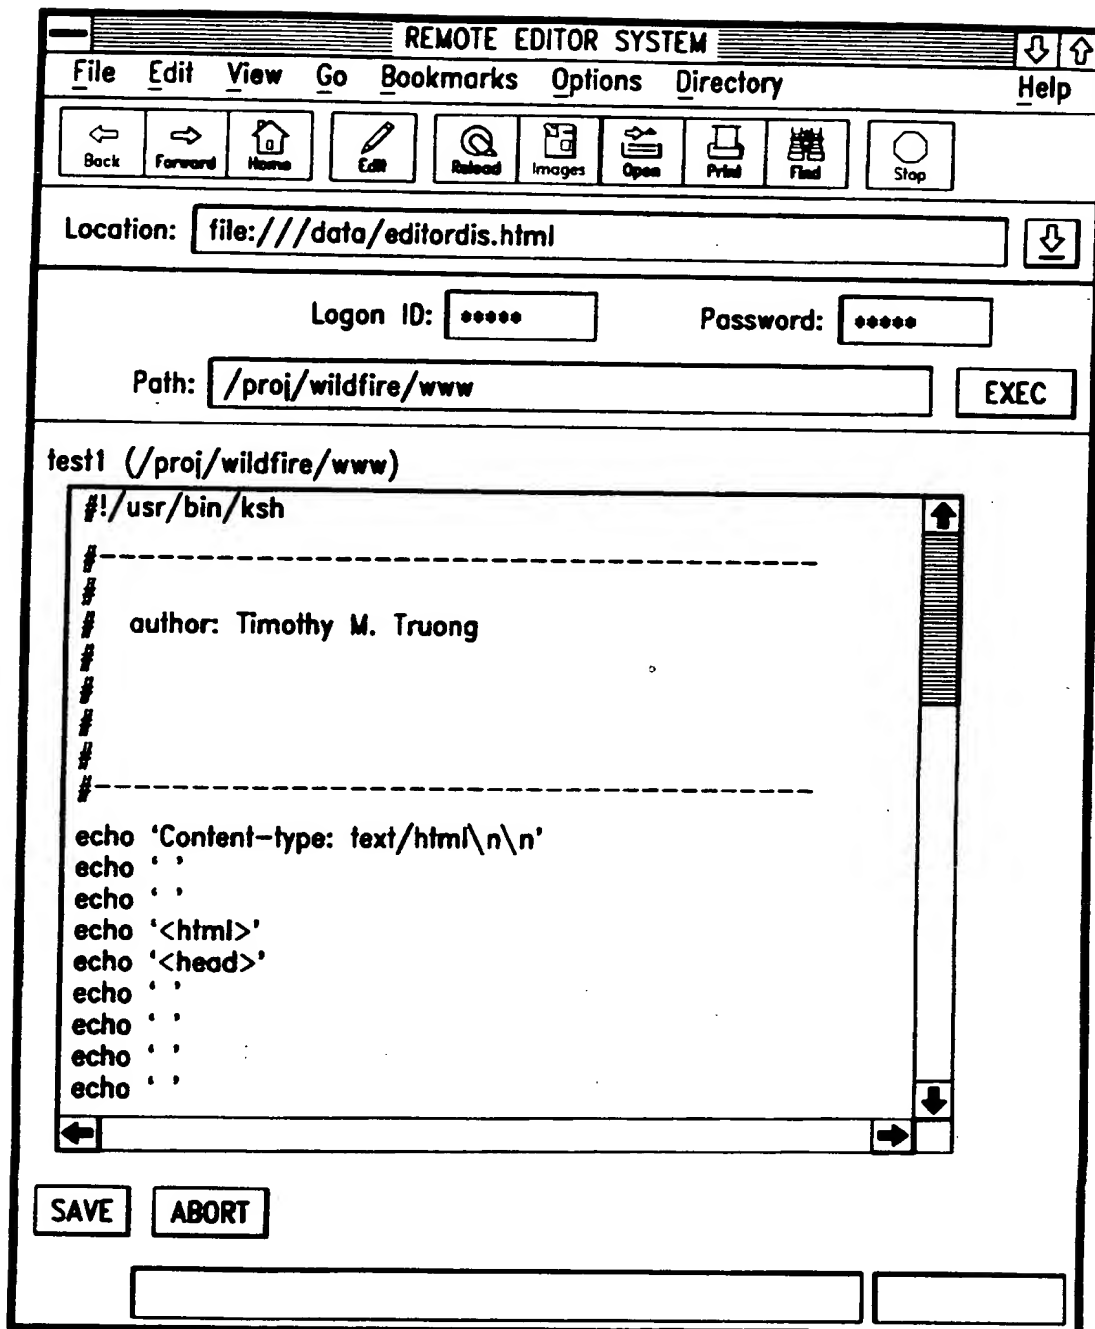 REMOTE EDITOR SYSTEM
File Edit View Go Bookmarks Options Directory Help
Back Forward Home Edit Reload Images Open Print Find Stop
Location: file:///data/editordis.html
Logon ID: ***** Password: *****
Path: /proj/wildfire/www EXEC
test1 (/proj/wildfire/www)
#!/usr/bin/ksh
#----------------------------------------
#
# author: Timothy M. Truong
#
#
#
#
#----------------------------------------
echo ‘Content-type: text/html\n\n’
echo ‘ ’
echo ‘ ’
echo ‘<html>’
echo ‘<head>’
echo ‘ ’
echo ‘ ’
echo ‘ ’
echo ‘ ’
SAVE ABORT